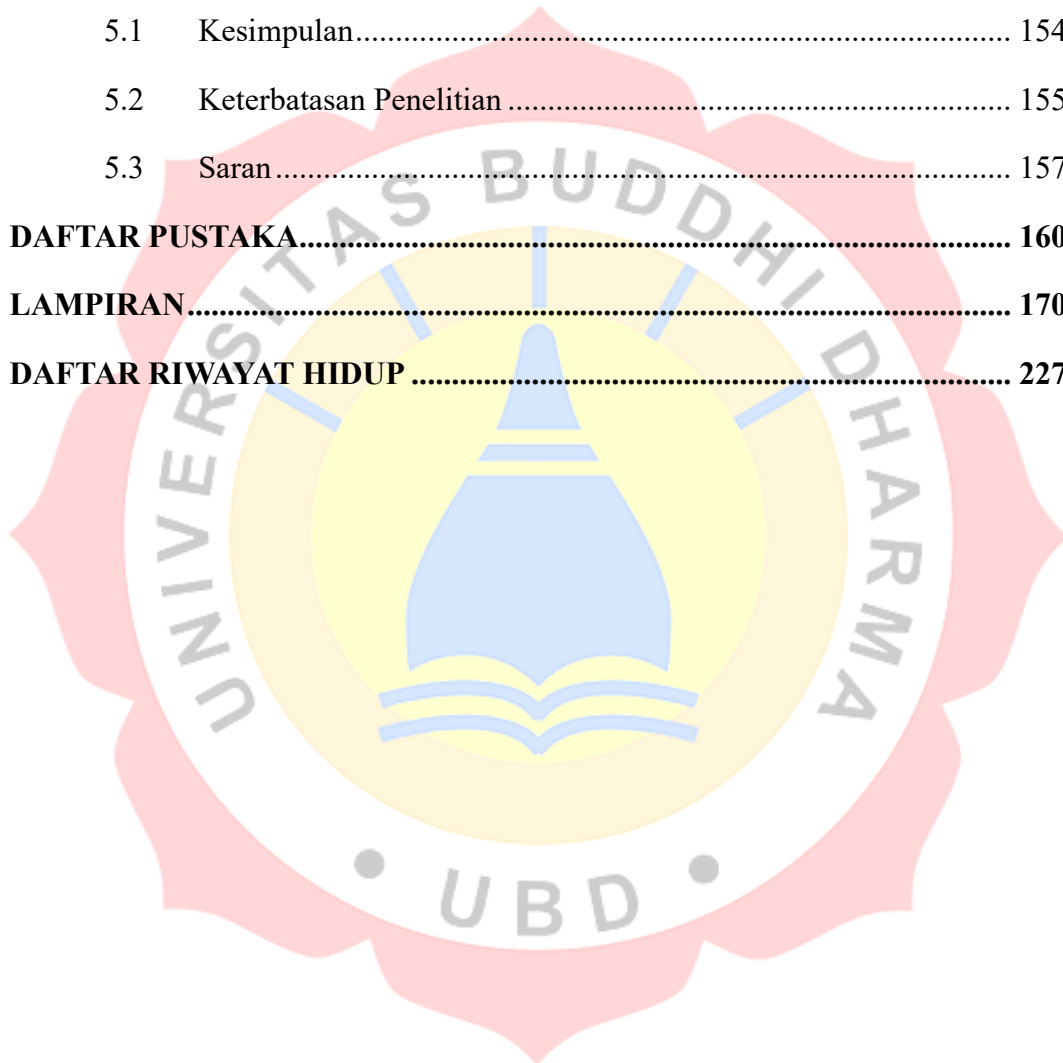 5.1 Kesimpulan.................................................................................. 154
5.2 Keterbatasan Penelitian ............................................................... 155
5.3 Saran............................................................................................ 157
DAFTAR PUSTAKA......................................................................................... 160
LAMPIRAN....................................................................................................... 170
DAFTAR RIWAYAT HIDUP ........................................................................... 227
UNIVERSITAS BUDDHI DHARMA
• UBD •